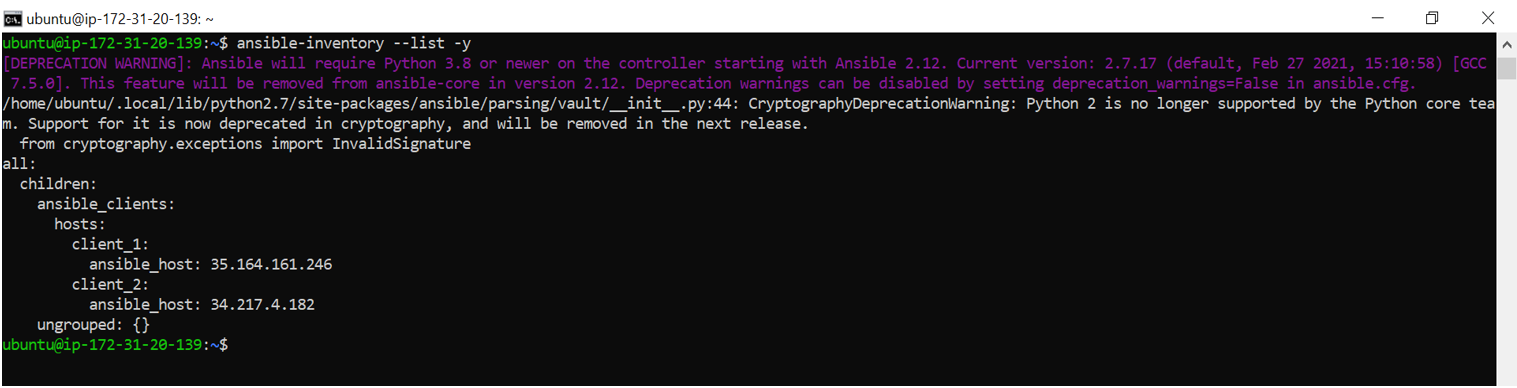 ubuntu@ip-172-31-20-139: ~
ubuntu@ip-172-31-20-139:~$ ansible-inventory --list -y
[DEPRECATION WARNING]: Ansible will require Python 3.8 or newer on the controller starting with Ansible 2.12. Current version: 2.7.17 (default, Feb 27 2021, 15:10:58) [GCC
 7.5.0]. This feature will be removed from ansible-core in version 2.12. Deprecation warnings can be disabled by setting deprecation_warnings=False in ansible.cfg.
/home/ubuntu/.local/lib/python2.7/site-packages/ansible/parsing/vault/__init__.py:44: CryptographyDeprecationWarning: Python 2 is no longer supported by the Python core tea
m. Support for it is now deprecated in cryptography, and will be removed in the next release.
  from cryptography.exceptions import InvalidSignature
all:
  children:
    ansible_clients:
      hosts:
        client_1:
          ansible_host: 35.164.161.246
        client_2:
          ansible_host: 34.217.4.182
    ungrouped: {}
ubuntu@ip-172-31-20-139:~$